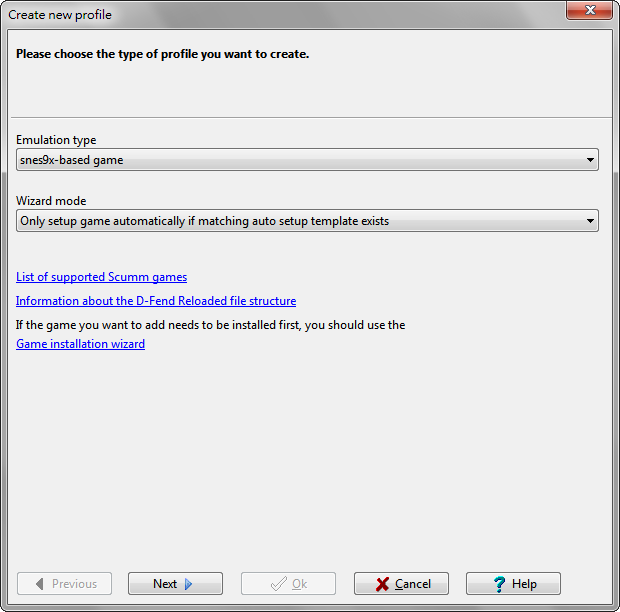 Create new profile
Please choose the type of profile you want to create.
Emulation type
snes9x-based game
Wizard mode
Only setup game automatically if matching auto setup template exists
List of supported Scumm games
Information about the D-Fend Reloaded file structure
If the game you want to add needs to be installed first, you should use the
Game installation wizard
Previous
Next
Ok
Cancel
Help